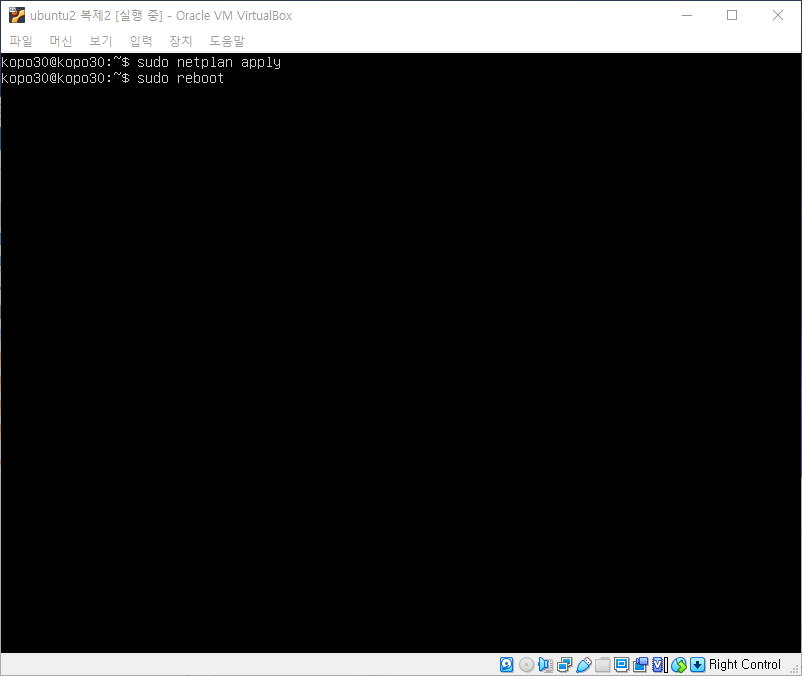 ubuntu2 복제2 [실행 중] - Oracle VM VirtualBox
파일 머신 보기 입력 장치 도움말
kopo30@kopo30:~$ sudo netplan apply
kopo30@kopo30:~$ sudo reboot
Right Control